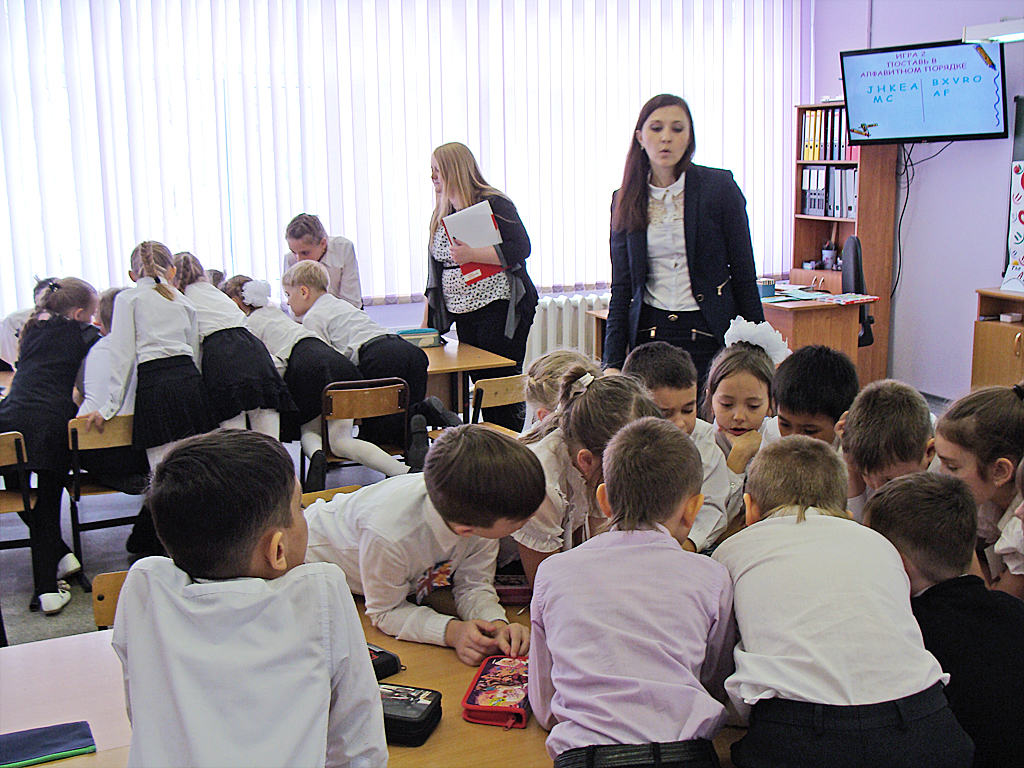 ИГРА 2
ПОСТАВЬ В
АЛФАВИТНОМ ПОРЯДКЕ
JHKEA
MC
BXVRO
AF